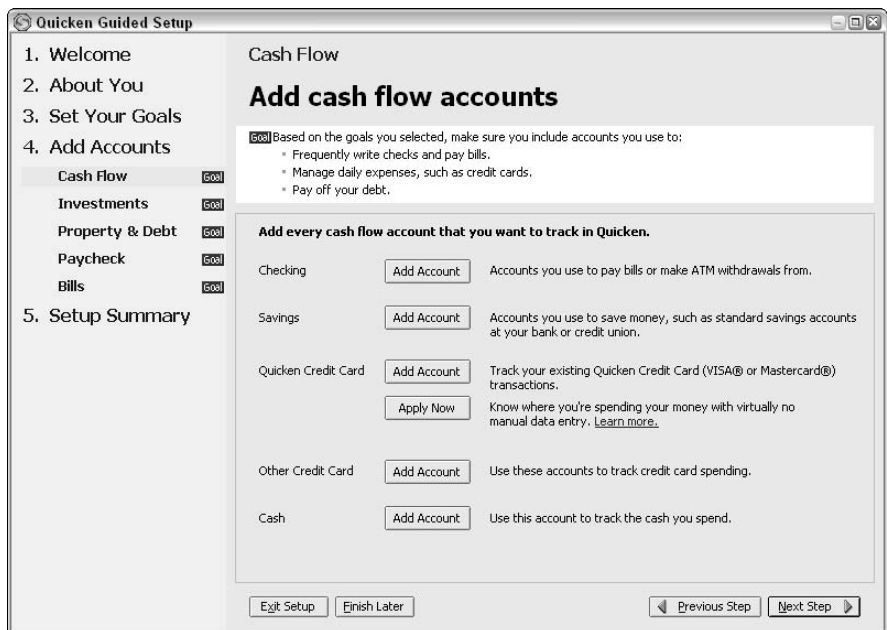 Quicken Guided Setup
1. Welcome
2. About You
3. Set Your Goals
4. Add Accounts
Cash Flow Goal
Investments Goal
Property & Debt Goal
Paycheck Goal
Bills Goal
5. Setup Summary
Cash Flow
Add cash flow accounts
Goal Based on the goals you selected, make sure you include accounts you use to:
Frequently write checks and pay bills.
Manage daily expenses, such as credit cards.
Pay off your debt.
Add every cash flow account that you want to track in Quicken.
Checking Add Account Accounts you use to pay bills or make ATM withdrawals from.
Savings Add Account Accounts you use to save money, such as standard savings accounts
at your bank or credit union.
Quicken Credit Card Add Account Track your existing Quicken Credit Card (VISA® or Mastercard®)
transactions.
Apply Now Know where you're spending your money with virtually no
manual data entry. Learn more.
Other Credit Card Add Account Use these accounts to track credit card spending.
Cash Add Account Use this account to track the cash you spend.
Exit Setup Finish Later Previous Step Next Step